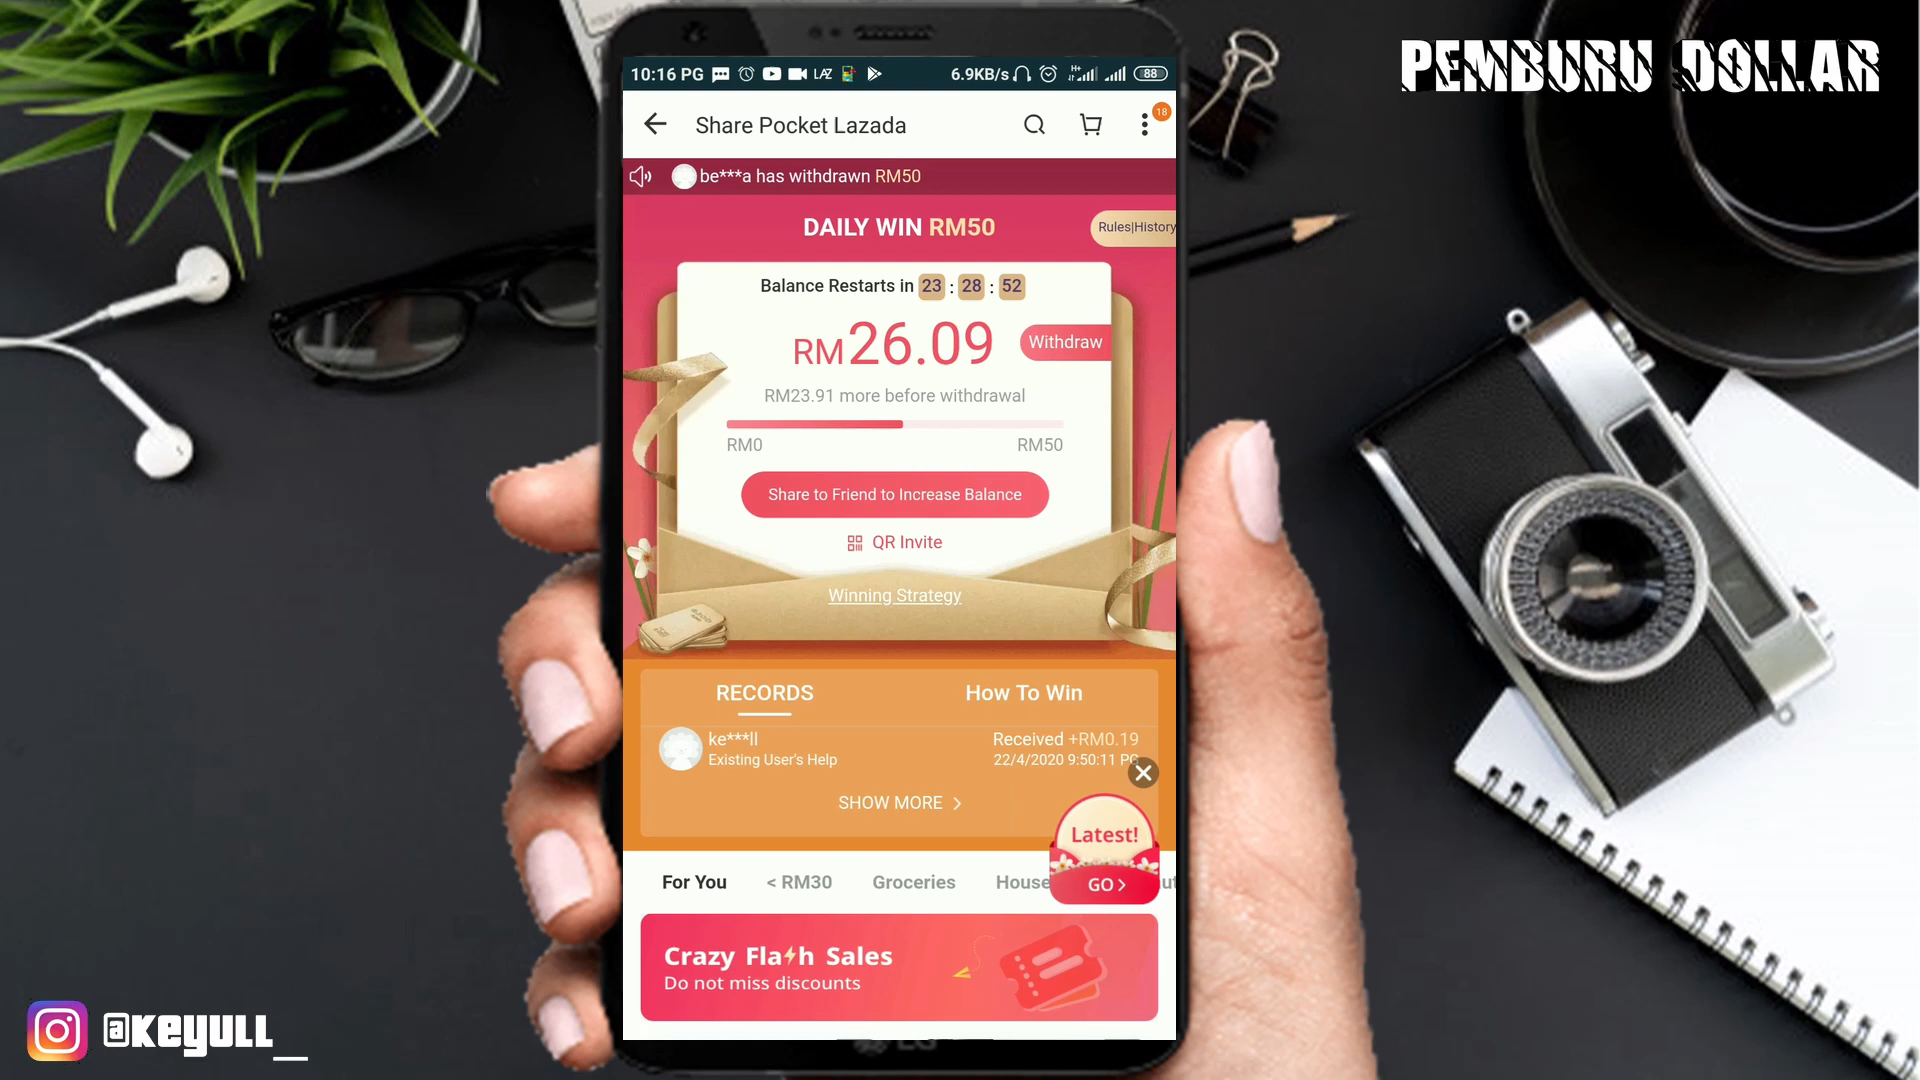 PEMBURU DOLLAR
10:16 PG
LAZ
6.9KB/s
H+
88
Share Pocket Lazada
18
be***a has withdrawn RM50
DAILY WIN RM50
Rules|History
Balance Restarts in 23 : 28 : 52
RM26.09
Withdraw
RM23.91 more before withdrawal
RM0
RM50
Share to Friend to Increase Balance
QR Invite
Winning Strategy
RECORDS
How To Win
ke***ll
Received +RM0.19
Existing User's Help
22/4/2020 9:50:11 PG
SHOW MORE >
Latest!
GO >
For You
< RM30
Groceries
House
ut
Crazy Flash Sales
Do not miss discounts
LG
@keyull_